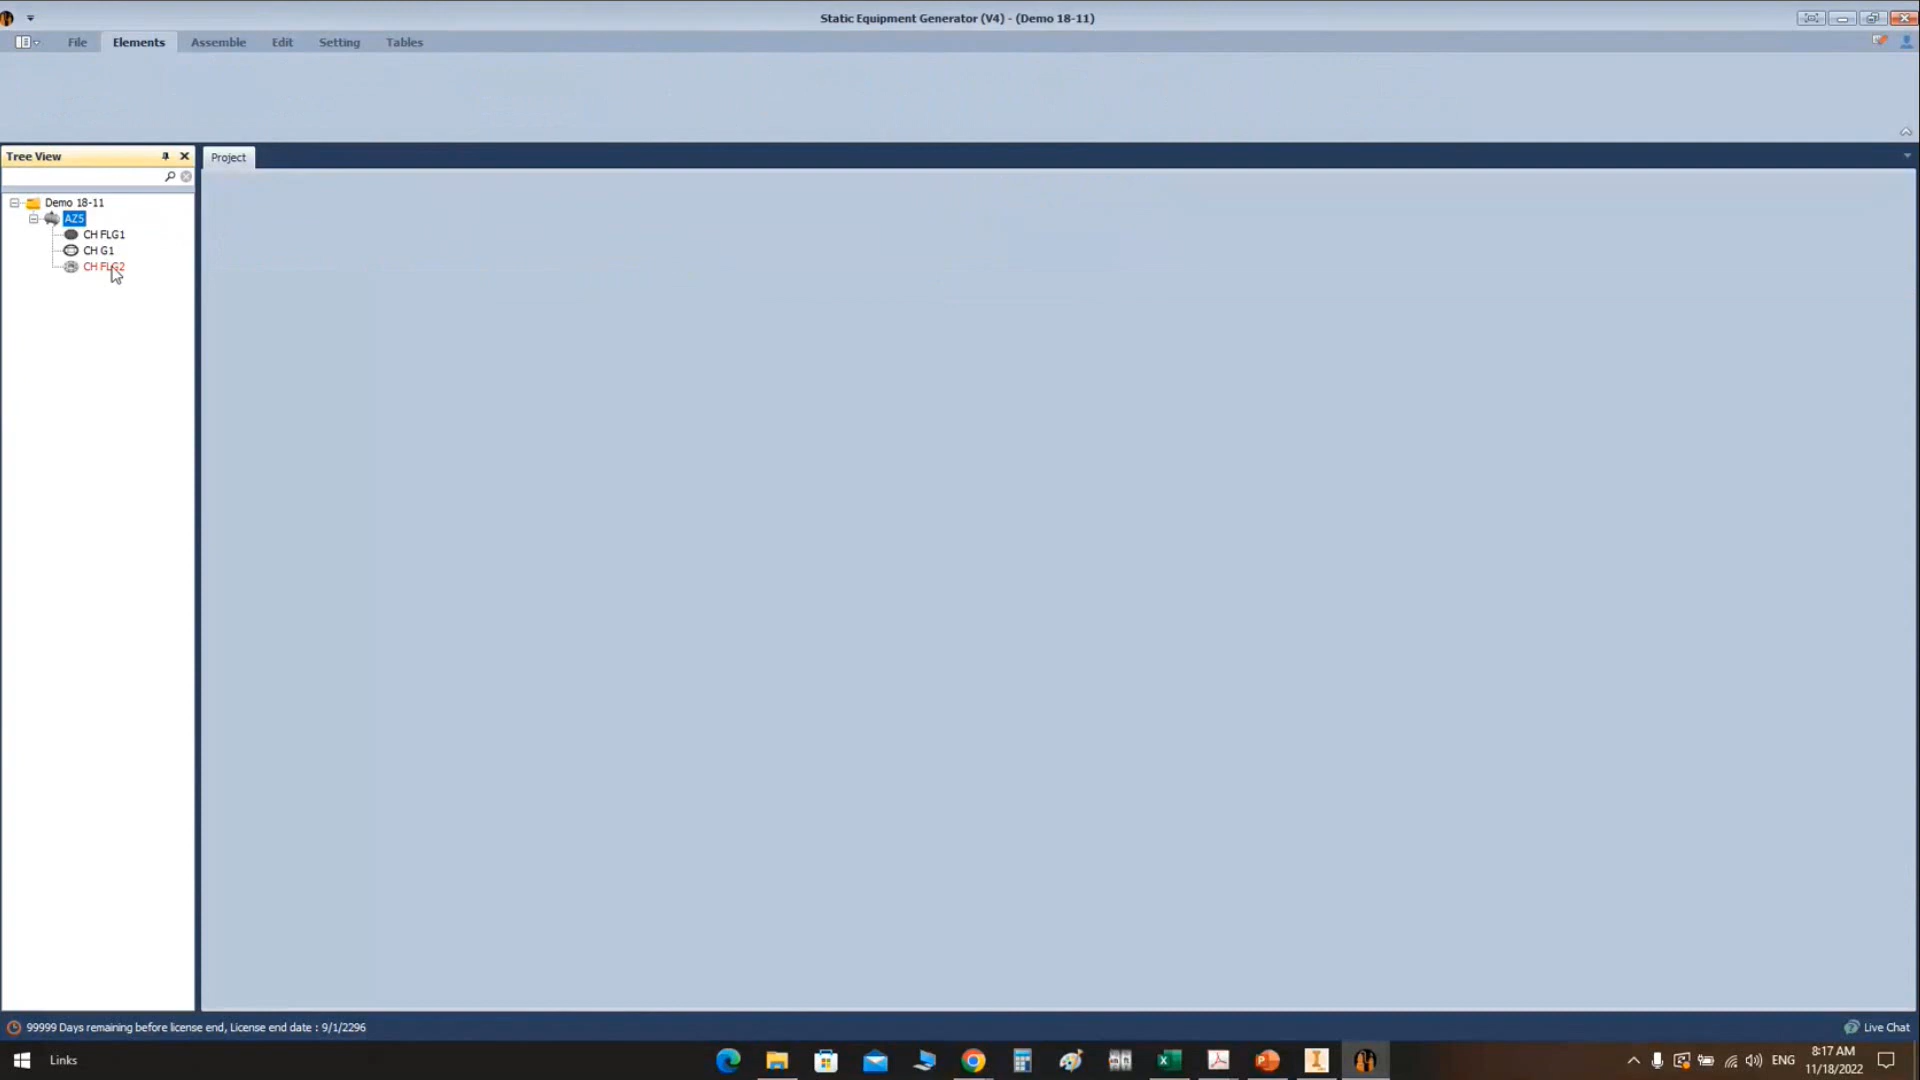 Static Equipment Generator (V4) - (Demo 18-11)
File Elements Assemble Edit Setting Tables
Tree View
Project
Demo 18-11
AZ5
CH FLG1
CH G1
CH FLG2
99999 Days remaining before license end, License end date : 9/1/2296
Live Chat
Links
ENG
8:17 AM
11/18/2022